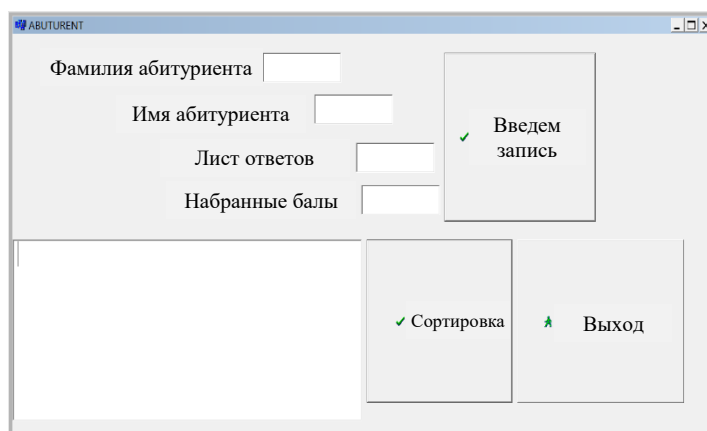 ABUTURENT
Фамилия абитуриента
Имя абитуриента
Лист ответов
Набранные балы
Введем
запись
Сортировка
Выход